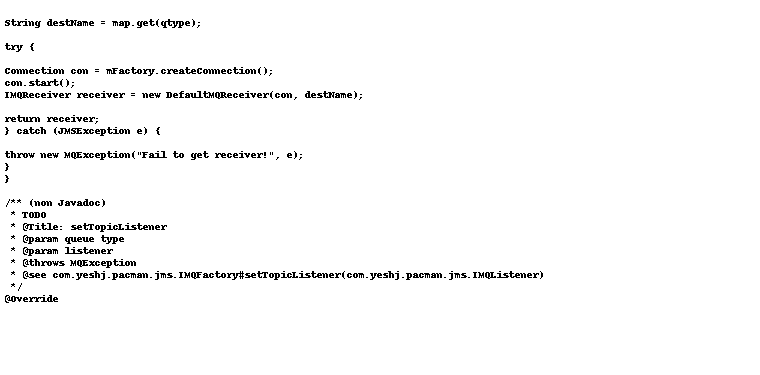 String destName = map.get(qtype);
try {
Connection con = mFactory.createConnection();
con.start();
IMQReceiver receiver = new DefaultMQReceiver(con, destName);
return receiver;
} catch (JMSException e) {
throw new MQException("Fail to get receiver!", e);
}
}
/** (non Javadoc)
 * TODO
 * @Title: setTopicListener
 * @param queue type
 * @param listener
 * @throws MQException
 * @see com.yeshj.pacman.jms.IMQFactory#setTopicListener(com.yeshj.pacman.jms.IMQListener)
 */
@Override